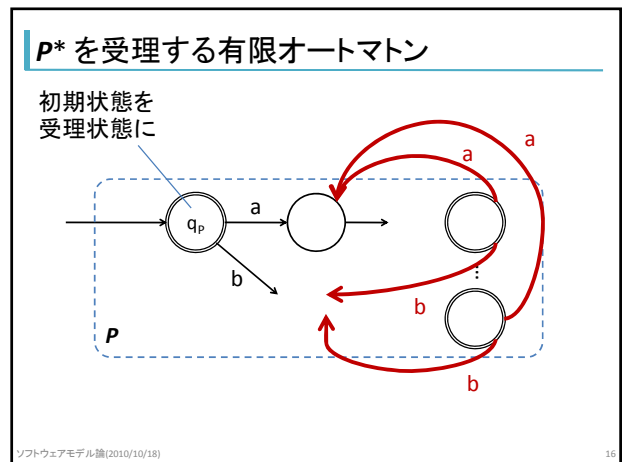 P* を受理する有限オートマトン
初期状態を
受理状態に
a
a
a
qP
b
b
⋮
P
b
ソフトウェアモデル論(2010/10/18)
16